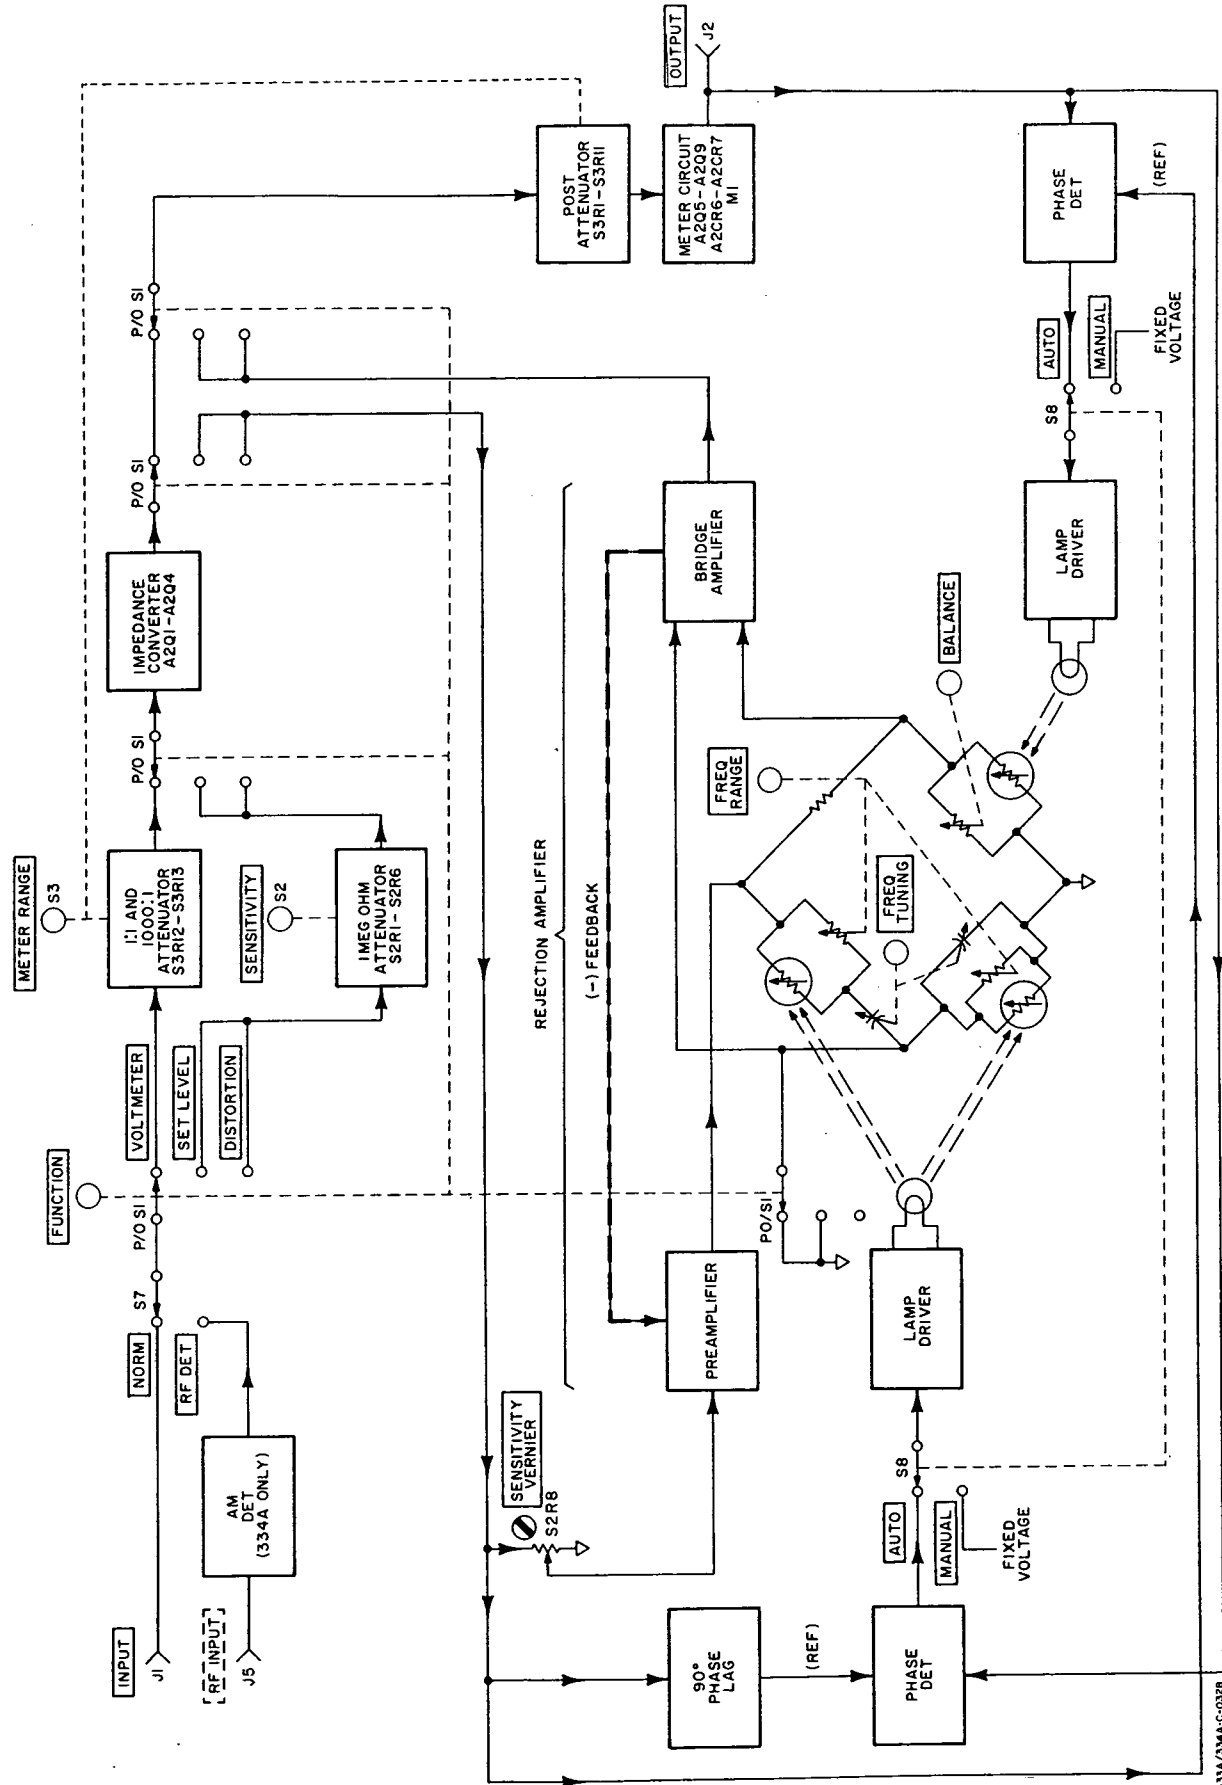 INPUT
J1
RF INPUT
J5
AM
DET
(334A ONLY)
NORM
RF DET
S7
P/O S1
FUNCTION
VOLTMETER
SET LEVEL
DISTORTION
METER RANGE
S3
1:1 AND
1000:1
ATTENUATOR
S3R12-S3R13
SENSITIVITY
S2
1MEG OHM
ATTENUATOR
S2R1-S2R6
P/O S1
IMPEDANCE
CONVERTER
A2Q1-A2Q4
P/O S1
P/O S1
POST
ATTENUATOR
S3R1-S3R11
METER CIRCUIT
A2Q5-A2Q9
A2CR6-A2CR7
M1
OUTPUT
J2
REJECTION AMPLIFIER
(-) FEEDBACK
SENSITIVITY
VERNIER
S2R8
PREAMPLIFIER
BRIDGE
AMPLIFIER
PO/S1
FREQ
RANGE
FREQ
TUNING
BALANCE
90°
PHASE
LAG
(REF)
PHASE
DET
AUTO
MANUAL
FIXED
VOLTAGE
S8
LAMP
DRIVER
LAMP
DRIVER
S8
AUTO
MANUAL
FIXED
VOLTAGE
PHASE
DET
(REF)